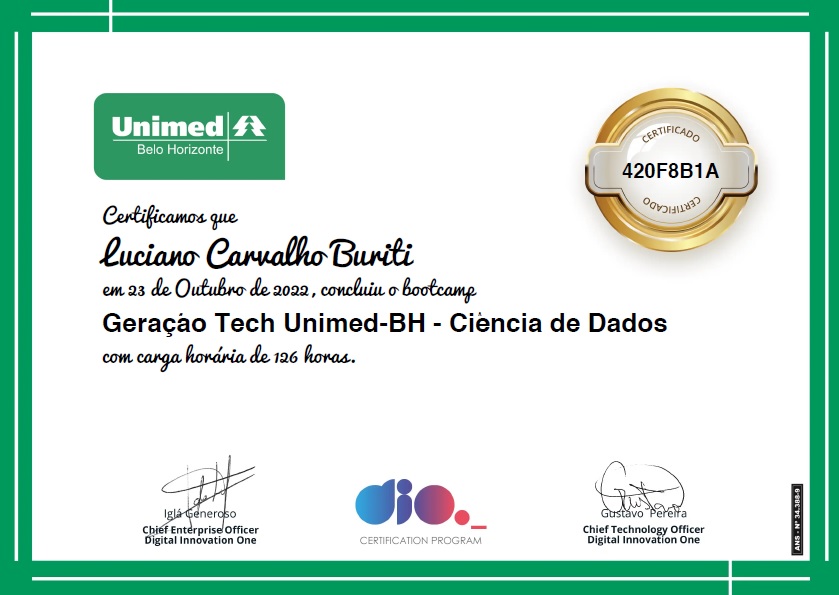 Unimed
Belo Horizonte
CERTIFICADO
420F8B1A
CERTIFICADO
Certificamos que
Luciano Carvalho Buriti
em 23 de Outubro de 2022, concluiu o bootcamp
Geração Tech Unimed-BH - Ciência de Dados
com carga horária de 126 horas.
Iglá Generoso
Chief Enterprise Officer
Digital Innovation One
dio_
CERTIFICATION PROGRAM
Gustavo Pereira
Chief Technology Officer
Digital Innovation One
ANS - Nº 34.388-9